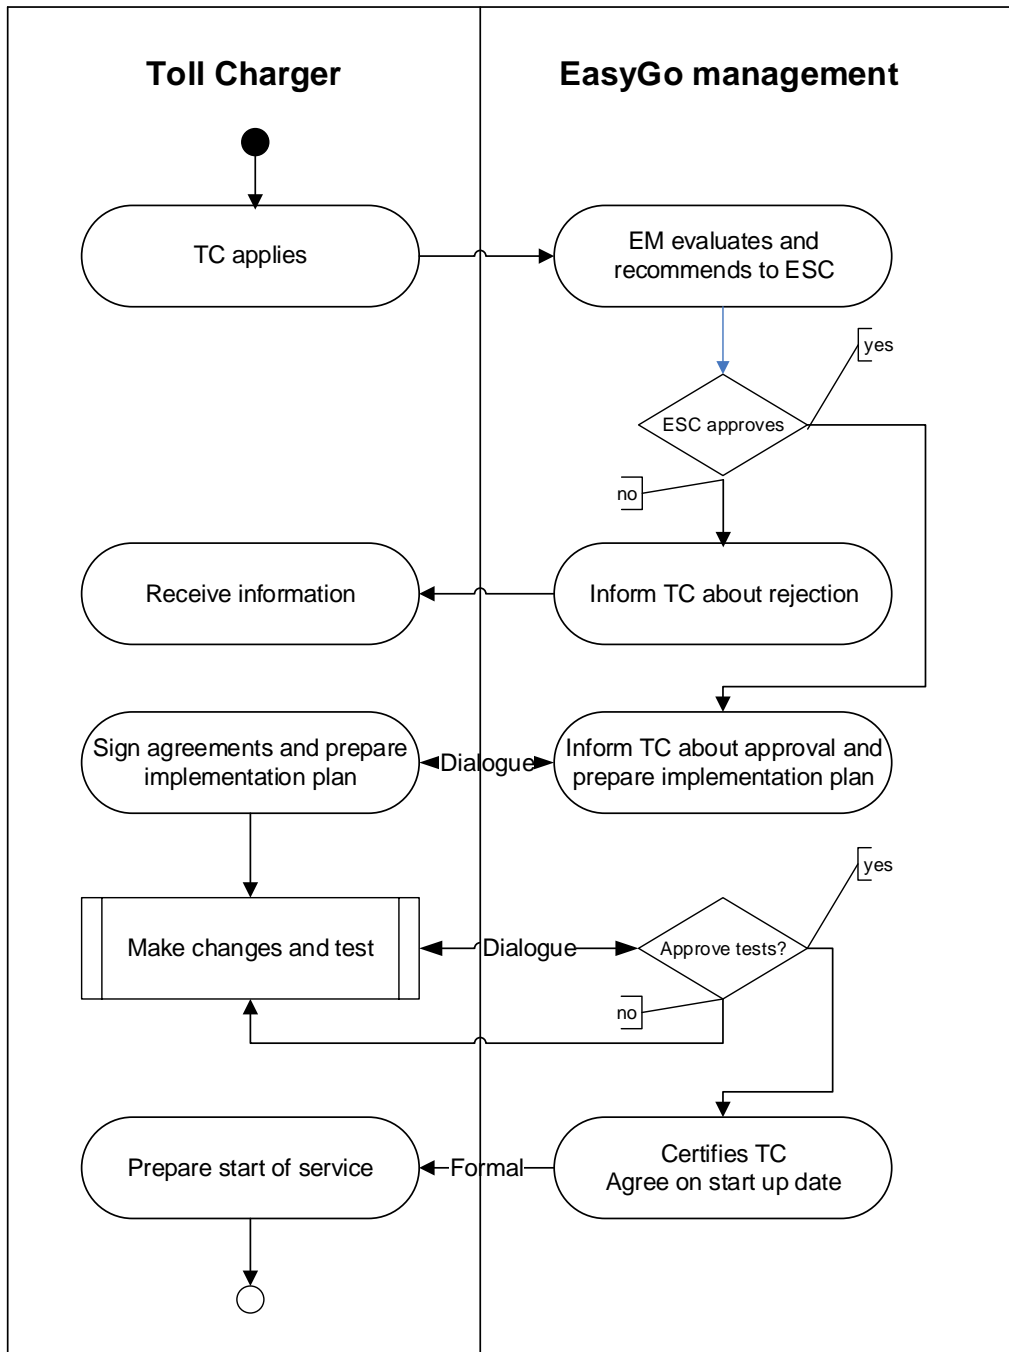 Toll Charger
EasyGo management
TC applies
EM evaluates and
recommends to ESC
yes
ESC approves
no
Receive information
Inform TC about rejection
Sign agreements and prepare
implementation plan
Dialogue
Inform TC about approval and
prepare implementation plan
yes
Make changes and test
Dialogue
Approve tests?
no
Prepare start of service
Formal
Certifies TC
Agree on start up date